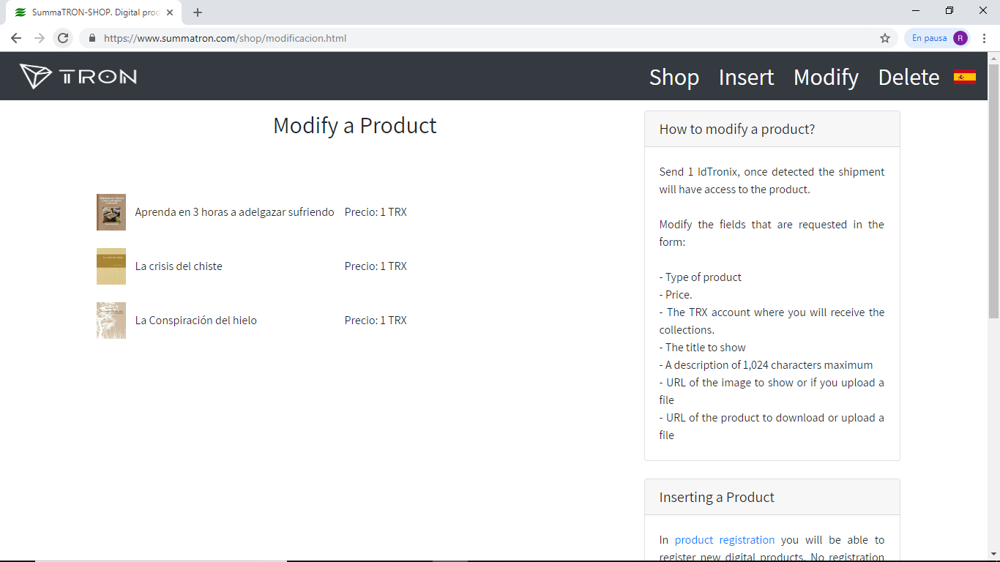 SummaTRON-SHOP. Digital prod
https://www.summatron.com/shop/modificacion.html
En pausa
R
TRON
Shop Insert Modify Delete
Modify a Product
Aprenda en 3 horas a adelgazar sufriendo Precio: 1 TRX
La crisis del chiste Precio: 1 TRX
La Conspiración del hielo Precio: 1 TRX
How to modify a product?
Send 1 IdTronix, once detected the shipment
will have access to the product.
Modify the fields that are requested in the
form:
- Type of product
- Price.
- The TRX account where you will receive the
collections.
- The title to show
- A description of 1,024 characters maximum
- URL of the image to show or if you upload a
file
- URL of the product to download or upload a
file
Inserting a Product
In product registration you will be able to
register new digital products. No registration